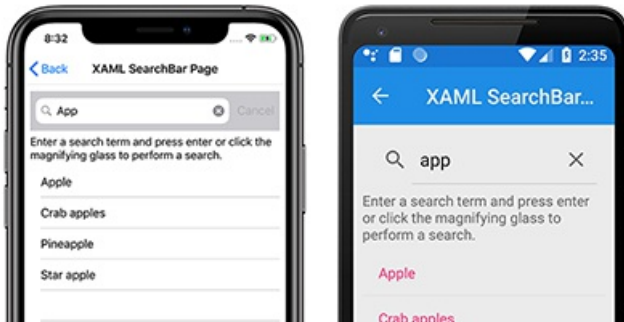 8:32
Back XAML SearchBar Page
App Cancel
Enter a search term and press enter or click the
magnifying glass to perform a search.
Apple
Crab apples
Pineapple
Star apple
2:35
XAML SearchBar...
app
Enter a search term and press enter
or click the magnifying glass to
perform a search.
Apple
Crab apples